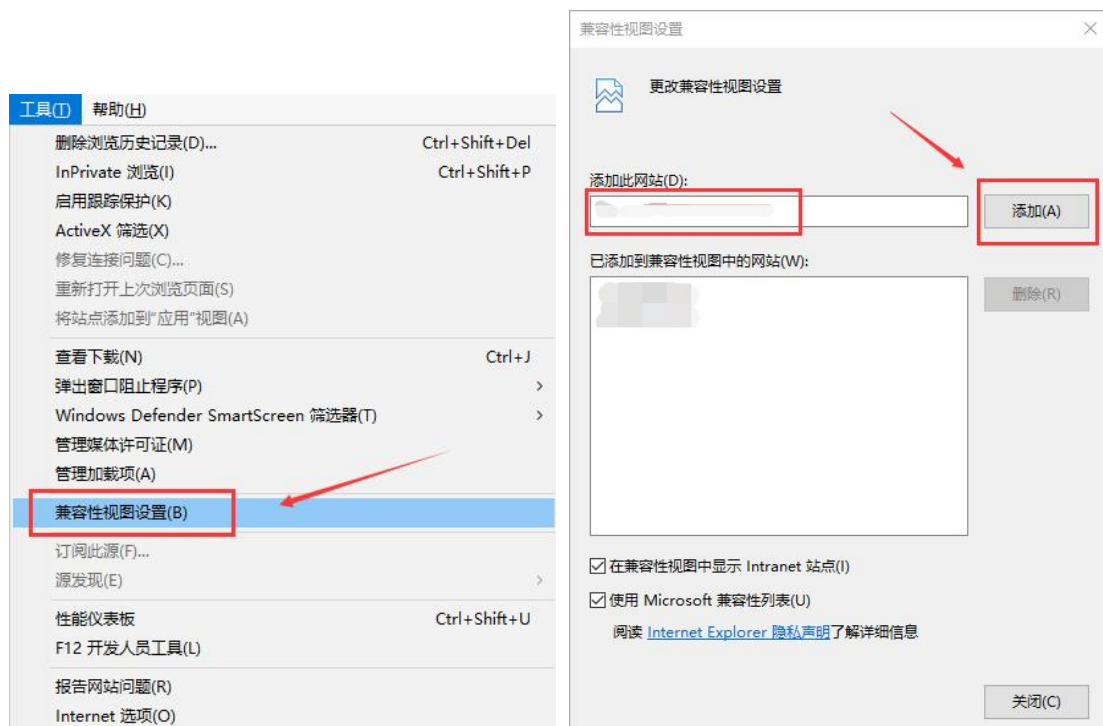 工具(T) 帮助(H)
删除浏览历史记录(D)... Ctrl+Shift+Del
InPrivate 浏览(I) Ctrl+Shift+P
启用跟踪保护(K)
ActiveX 筛选(X)
修复连接问题(C)...
重新打开上次浏览页面(S)
将站点添加到“应用”视图(A)
查看下载(N) Ctrl+J
弹出窗口阻止程序(P)
Windows Defender SmartScreen 筛选器(T)
管理媒体许可证(M)
管理加载项(A)
兼容性视图设置(B)
订阅此源(F)...
源发现(E)
性能仪表板 Ctrl+Shift+U
F12 开发人员工具(L)
报告网站问题(R)
Internet 选项(O)
兼容性视图设置
更改兼容性视图设置
添加此网站(D):
添加(A)
已添加到兼容性视图中的网站(W):
删除(R)
在兼容性视图中显示 Intranet 站点(I)
使用 Microsoft 兼容性列表(U)
阅读 Internet Explorer 隐私声明了解详细信息
关闭(C)